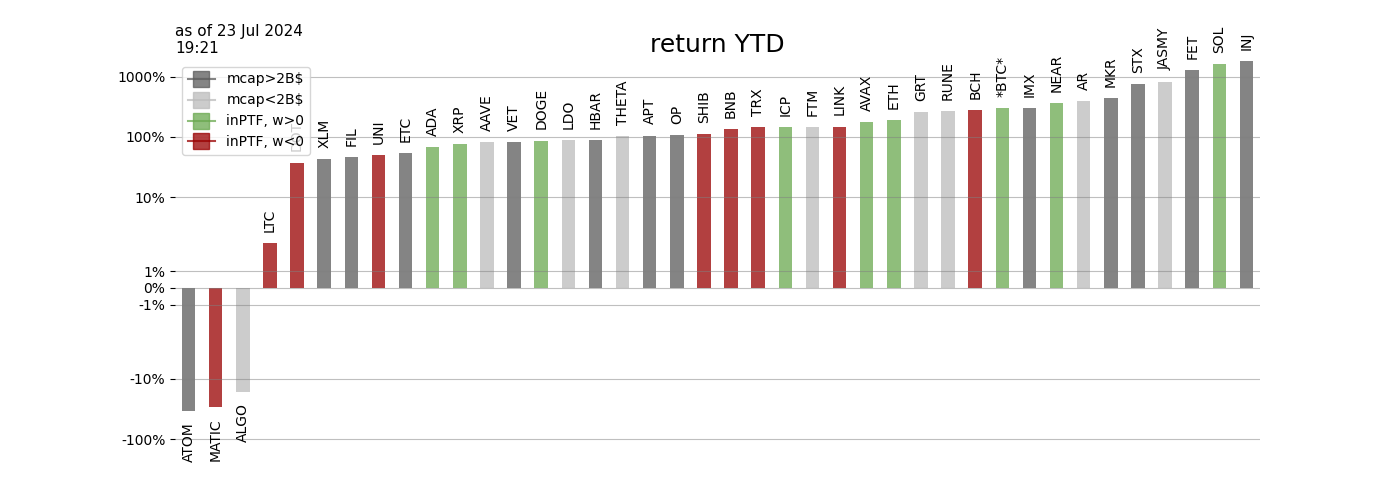 as of 23 Jul 2024
19:21
return YTD
mcap>2B$
mcap<2B$
inPTF, w>0
inPTF, w<0
1000%
100%
10%
1%
0%
-1%
-10%
-100%
ATOM
MATIC
ALGO
LTC
XLM
FIL
UNI
ETC
ADA
XRP
AAVE
VET
DOGE
LDO
HBAR
THETA
APT
OP
SHIB
BNB
TRX
ICP
FTM
LINK
AVAX
ETH
GRT
RUNE
BCH
*BTC*
IMX
NEAR
AR
MKR
STX
JASMY
FET
SOL
INJ